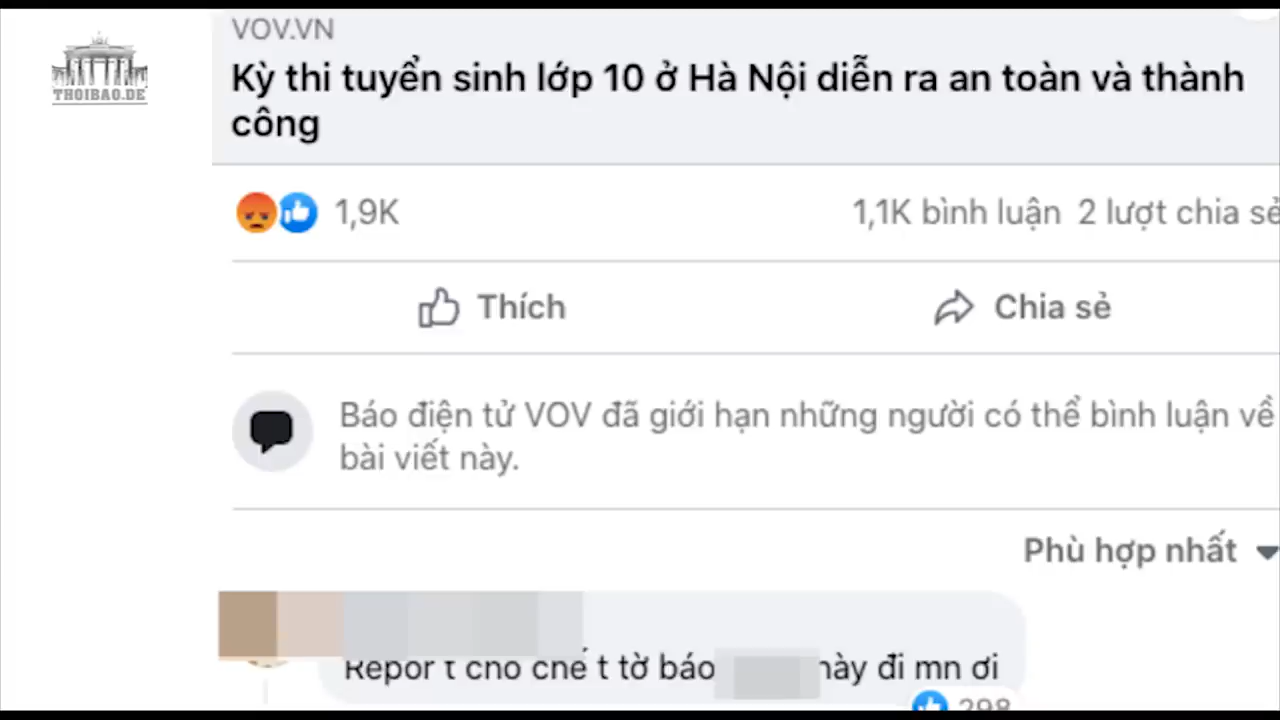 THOIBAO.DE
VOV.VN
Kỳ thi tuyển sinh lớp 10 ở Hà Nội diễn ra an toàn và thành
công
1,9K
1,1K bình luận 2 lượt chia sẻ
Thích
Chia sẻ
Báo điện tử VOV đã giới hạn những người có thể bình luận về
bài viết này.
Phù hợp nhất
Repor t cho chế t tờ báo này đi mn ơi
298